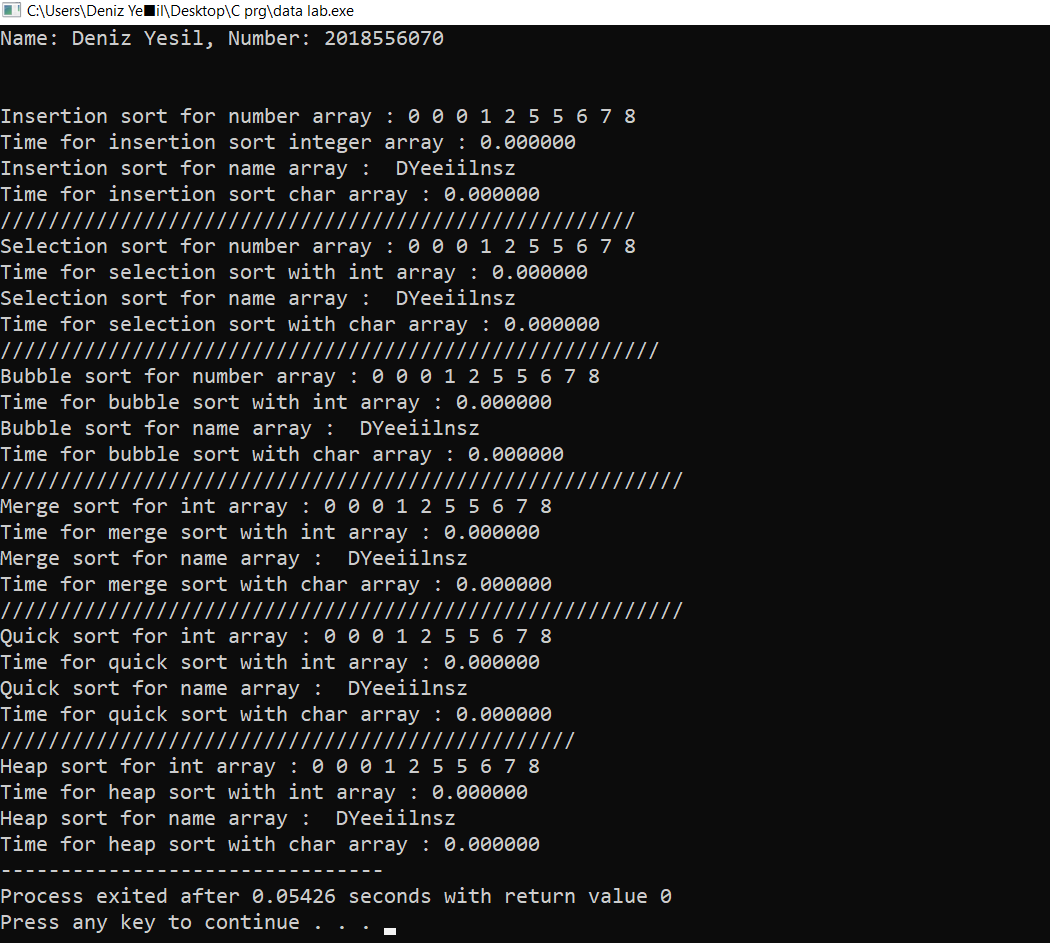 C:\Users\Deniz Ye■il\Desktop\C prg\data lab.exe
Name: Deniz Yesil, Number: 2018556070
Insertion sort for number array : 0 0 0 1 2 5 5 6 7 8
Time for insertion sort integer array : 0.000000
Insertion sort for name array :  DYeeiilnsz
Time for insertion sort char array : 0.000000
/////////////////////////////////////////////////////
Selection sort for number array : 0 0 0 1 2 5 5 6 7 8
Time for selection sort with int array : 0.000000
Selection sort for name array :  DYeeiilnsz
Time for selection sort with char array : 0.000000
///////////////////////////////////////////////////////
Bubble sort for number array : 0 0 0 1 2 5 5 6 7 8
Time for bubble sort with int array : 0.000000
Bubble sort for name array :  DYeeiilnsz
Time for bubble sort with char array : 0.000000
/////////////////////////////////////////////////////////
Merge sort for int array : 0 0 0 1 2 5 5 6 7 8
Time for merge sort with int array : 0.000000
Merge sort for name array :  DYeeiilnsz
Time for merge sort with char array : 0.000000
/////////////////////////////////////////////////////////
Quick sort for int array : 0 0 0 1 2 5 5 6 7 8
Time for quick sort with int array : 0.000000
Quick sort for name array :  DYeeiilnsz
Time for quick sort with char array : 0.000000
////////////////////////////////////////////////
Heap sort for int array : 0 0 0 1 2 5 5 6 7 8
Time for heap sort with int array : 0.000000
Heap sort for name array :  DYeeiilnsz
Time for heap sort with char array : 0.000000
--------------------------------
Process exited after 0.05426 seconds with return value 0
Press any key to continue . . .